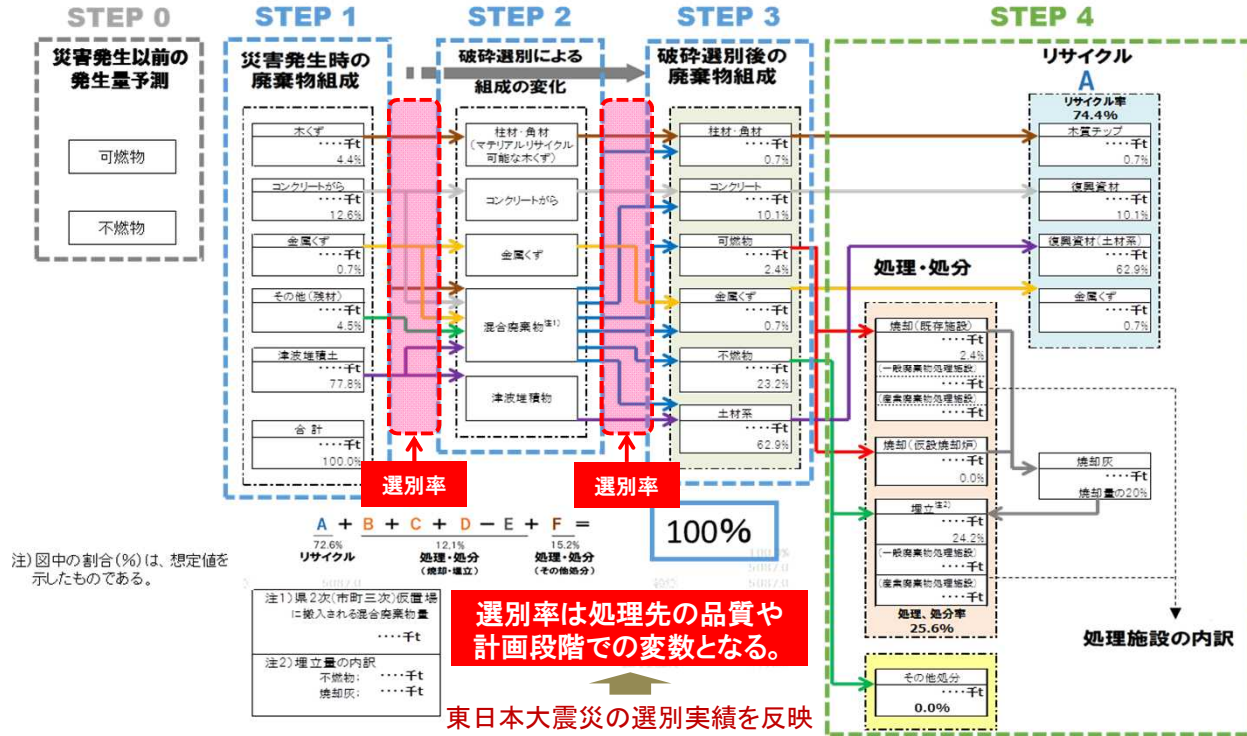 STEP 0
災害発生以前の
発生量予測
可燃物
不燃物
STEP 1
災害発生時の
廃棄物組成
木くず
‥‥千t
4.4%
コンクリートがら
‥‥千t
12.6%
金属くず
‥‥千t
0.7%
その他(残材)
‥‥千t
4.5%
津波堆積土
‥‥千t
77.8%
合計
‥‥千t
100.0%
選別率
STEP 2
破砕選別による
組成の変化
柱材・角材
(マテリアルリサイクル
可能な木くず)
コンクリートがら
金属くず
混合廃棄物注1)
津波堆積物
選別率
STEP 3
破砕選別後の
廃棄物組成
柱材・角材
‥‥千t
0.7%
コンクリート
‥‥千t
10.1%
可燃物
‥‥千t
2.4%
金属くず
‥‥千t
0.7%
不燃物
‥‥千t
23.2%
土材系
‥‥千t
62.9%
100%
STEP 4
リサイクル
A
リサイクル率
74.4%
木質チップ
‥‥千t
0.7%
復興資材
‥‥千t
10.1%
復興資材(土材系)
‥‥千t
62.9%
金属くず
‥‥千t
0.7%
処理・処分
焼却(既存施設)
‥‥千t
2.4%
(一般廃棄物処理施設)
‥‥千t
(産業廃棄物処理施設)
‥‥千t
焼却(仮設焼却炉)
‥‥千t
0.0%
焼却灰
‥‥千t
焼却量の20%
埋立注2)
‥‥千t
24.2%
(一般廃棄物処理施設)
‥‥千t
(産業廃棄物処理施設)
‥‥千t
処理、処分率
25.6%
処理施設の内訳
その他処分
‥‥千t
0.0%
A + B + C + D − E + F =
72.6% 12.1% 15.2%
リサイクル 処理・処分 処理・処分
(焼却・埋立) (その他処分)
注)図中の割合(%)は、想定値を
示したものである。
注1)県2次(市町三次)仮置場
に搬入される混合廃棄物量
‥‥千t
注2)埋立量の内訳
不燃物; ‥‥千t
焼却灰; ‥‥千t
選別率は処理先の品質や
計画段階での変数となる。
東日本大震災の選別実績を反映